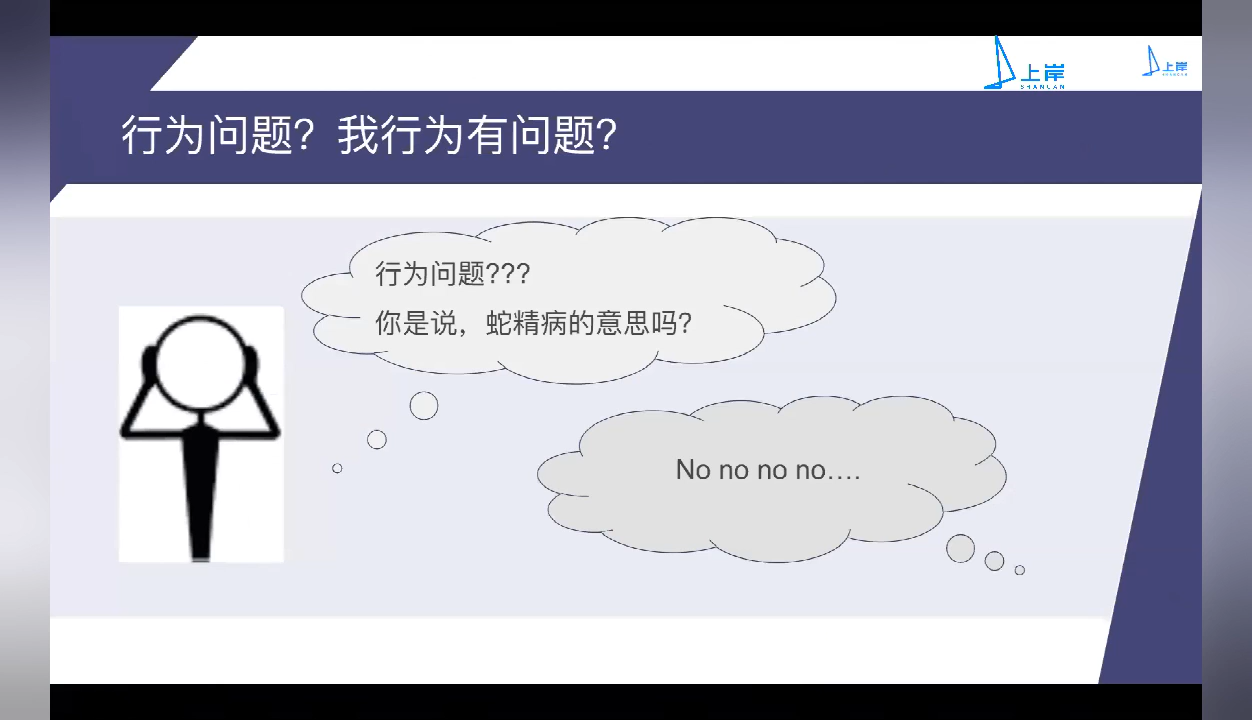 上岸
SHANGAN
上岸
行为问题？我行为有问题？
行为问题???
你是说，蛇精病的意思吗？
No no no no….